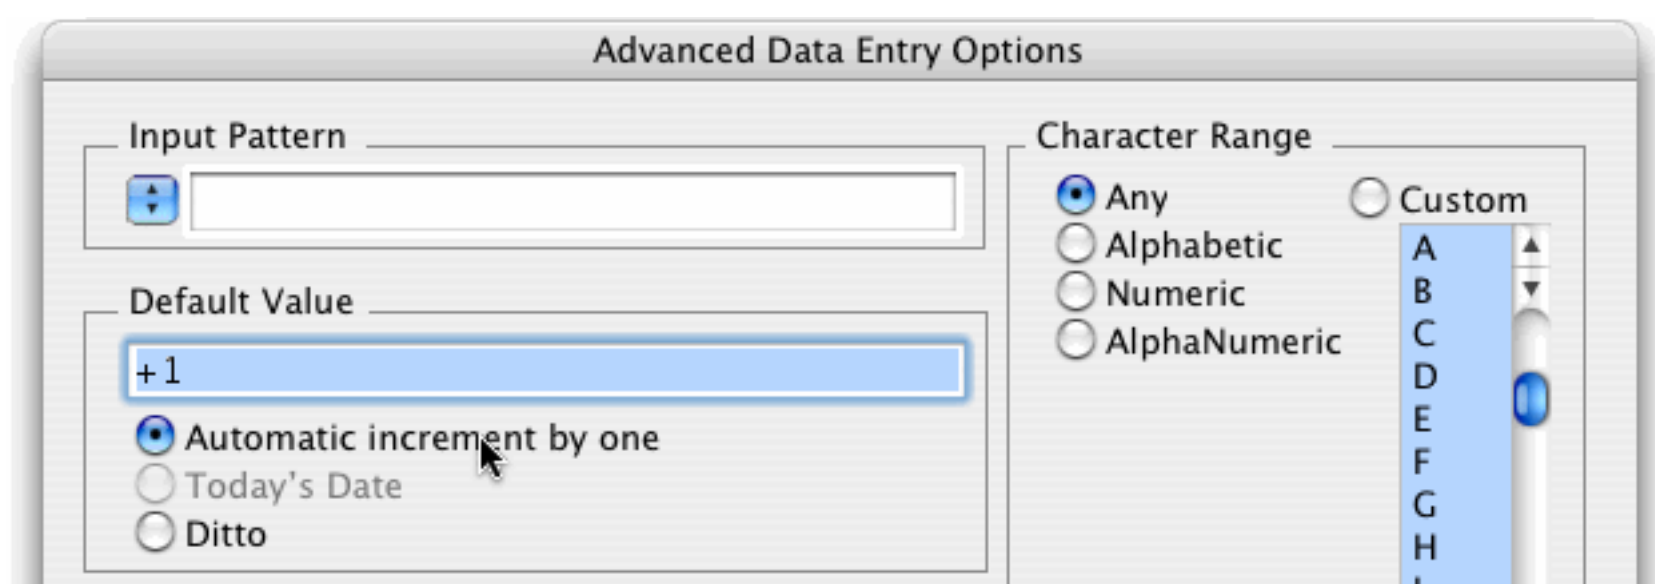 Advanced Data Entry Options
Input Pattern
Default Value
+1
Automatic increment by one
Today's Date
Ditto
Character Range
Any
Alphabetic
Numeric
AlphaNumeric
Custom
A
B
C
D
E
F
G
H